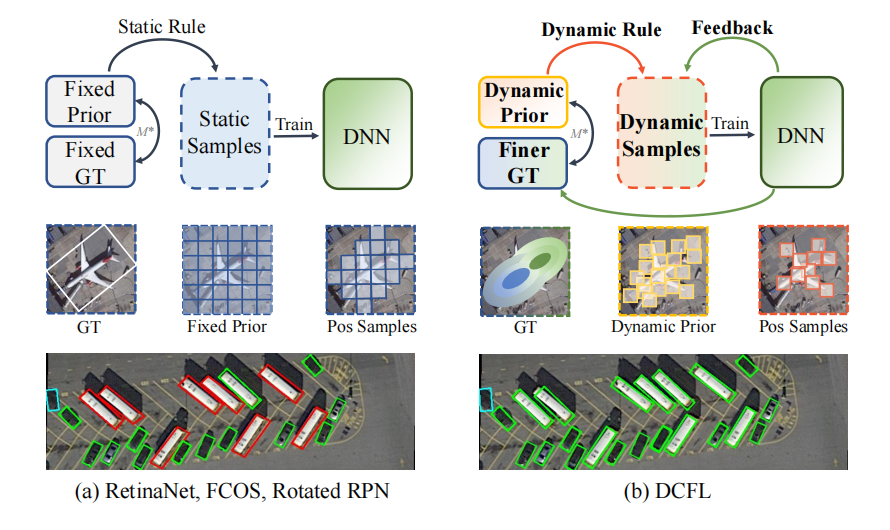 Static Rule
Fixed
Prior
M*
Fixed
GT
Static
Samples
Train
DNN
GT
Fixed Prior
Pos Samples
(a) RetinaNet, FCOS, Rotated RPN
Dynamic Rule
Feedback
Dynamic
Prior
M*
Finer
GT
Dynamic
Samples
Train
DNN
GT
Dynamic Prior
Pos Samples
(b) DCFL